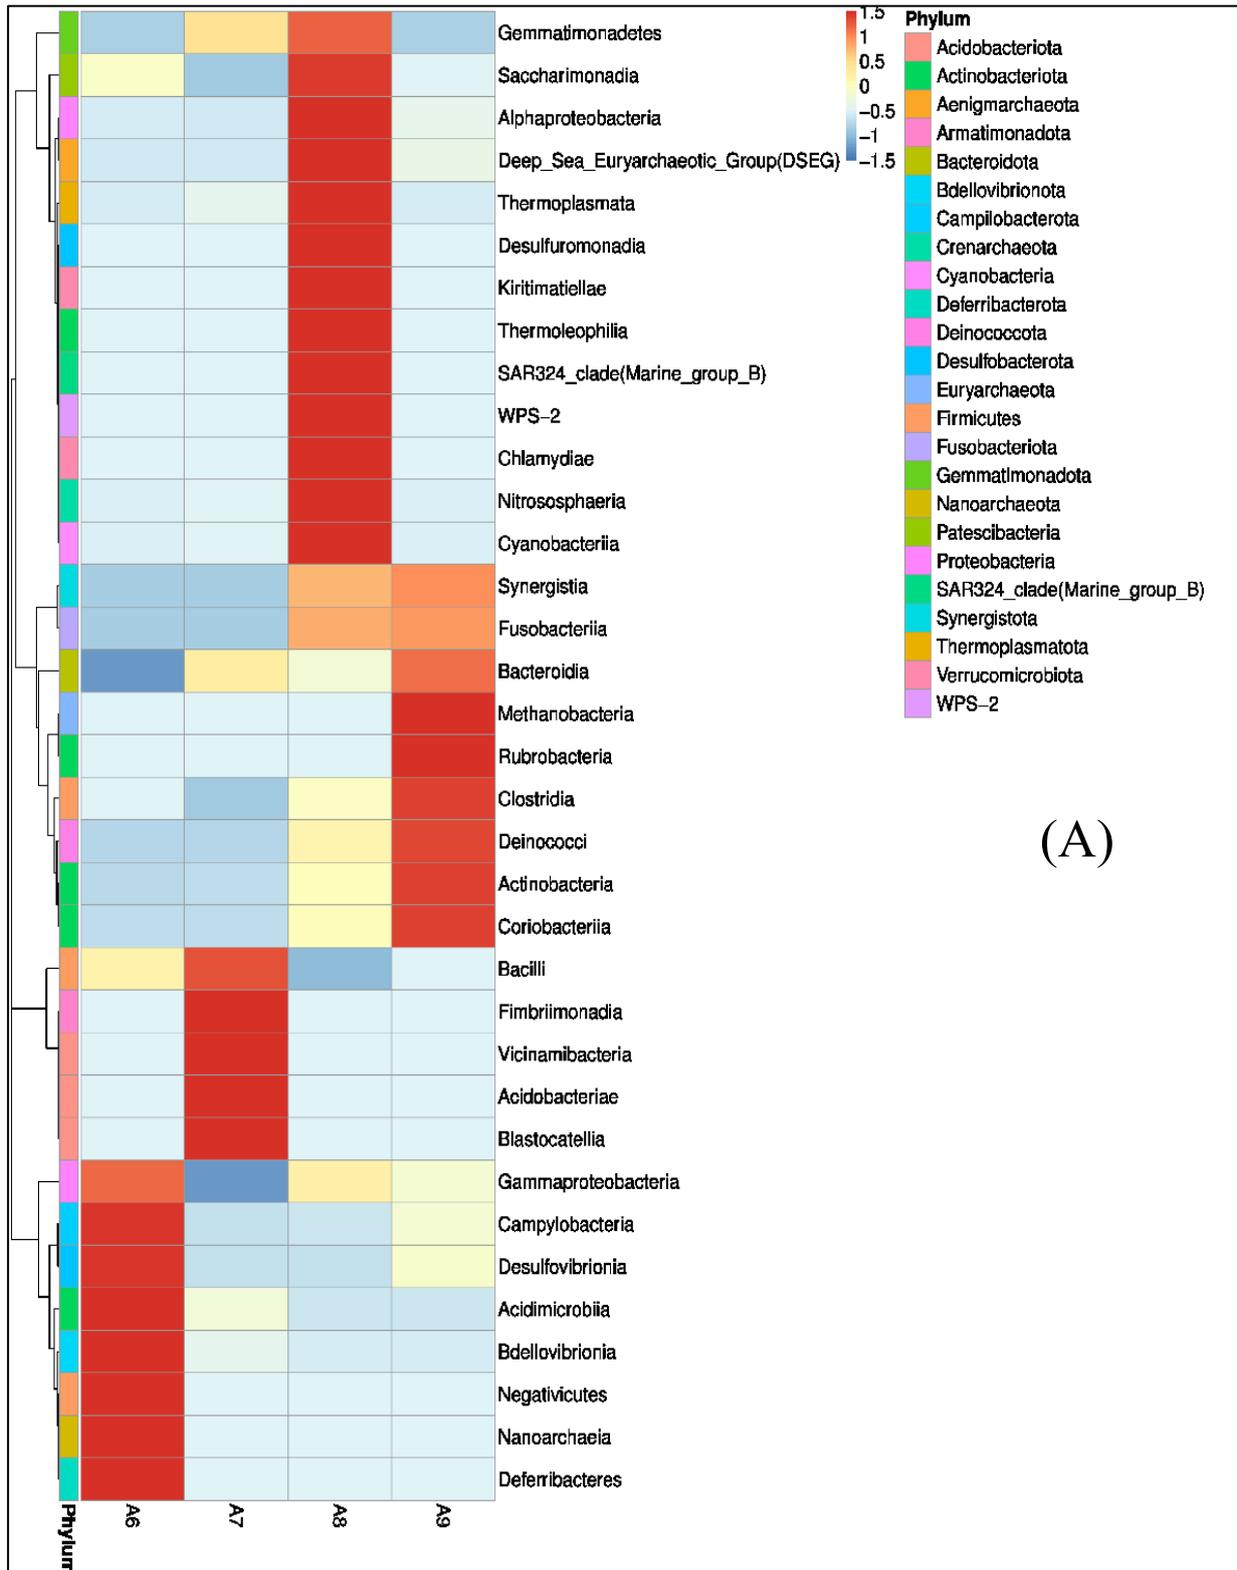 Gemmatimonadetes
Saccharimonadia
Alphaproteobacteria
Deep_Sea_Euryarchaeotic_Group(DSEG)
Thermoplasmata
Desulfuromonadia
Kiritimatiellae
Thermoleophilia
SAR324_clade(Marine_group_B)
WPS–2
Chlamydiae
Nitrososphaeria
Cyanobacteriia
Synergistia
Fusobacteriia
Bacteroidia
Methanobacteria
Rubrobacteria
Clostridia
Deinococci
Actinobacteria
Coriobacteriia
Bacilli
Fimbriimonadia
Vicinamibacteria
Acidobacteriae
Blastocatellia
Gammaproteobacteria
Campylobacteria
Desulfovibrionia
Acidimicrobiia
Bdellovibrionia
Negativicutes
Nanoarchaeia
Deferribacteres
Phylum
A6
A7
A8
A9
1.5
1
0.5
0
–0.5
–1
–1.5
Phylum
Acidobacteriota
Actinobacteriota
Aenigmarchaeota
Armatimonadota
Bacteroidota
Bdellovibrionota
Campilobacterota
Crenarchaeota
Cyanobacteria
Deferribacterota
Deinococcota
Desulfobacterota
Euryarchaeota
Firmicutes
Fusobacteriota
Gemmatimonadota
Nanoarchaeota
Patescibacteria
Proteobacteria
SAR324_clade(Marine_group_B)
Synergistota
Thermoplasmatota
Verrucomicrobiota
WPS–2
(A)